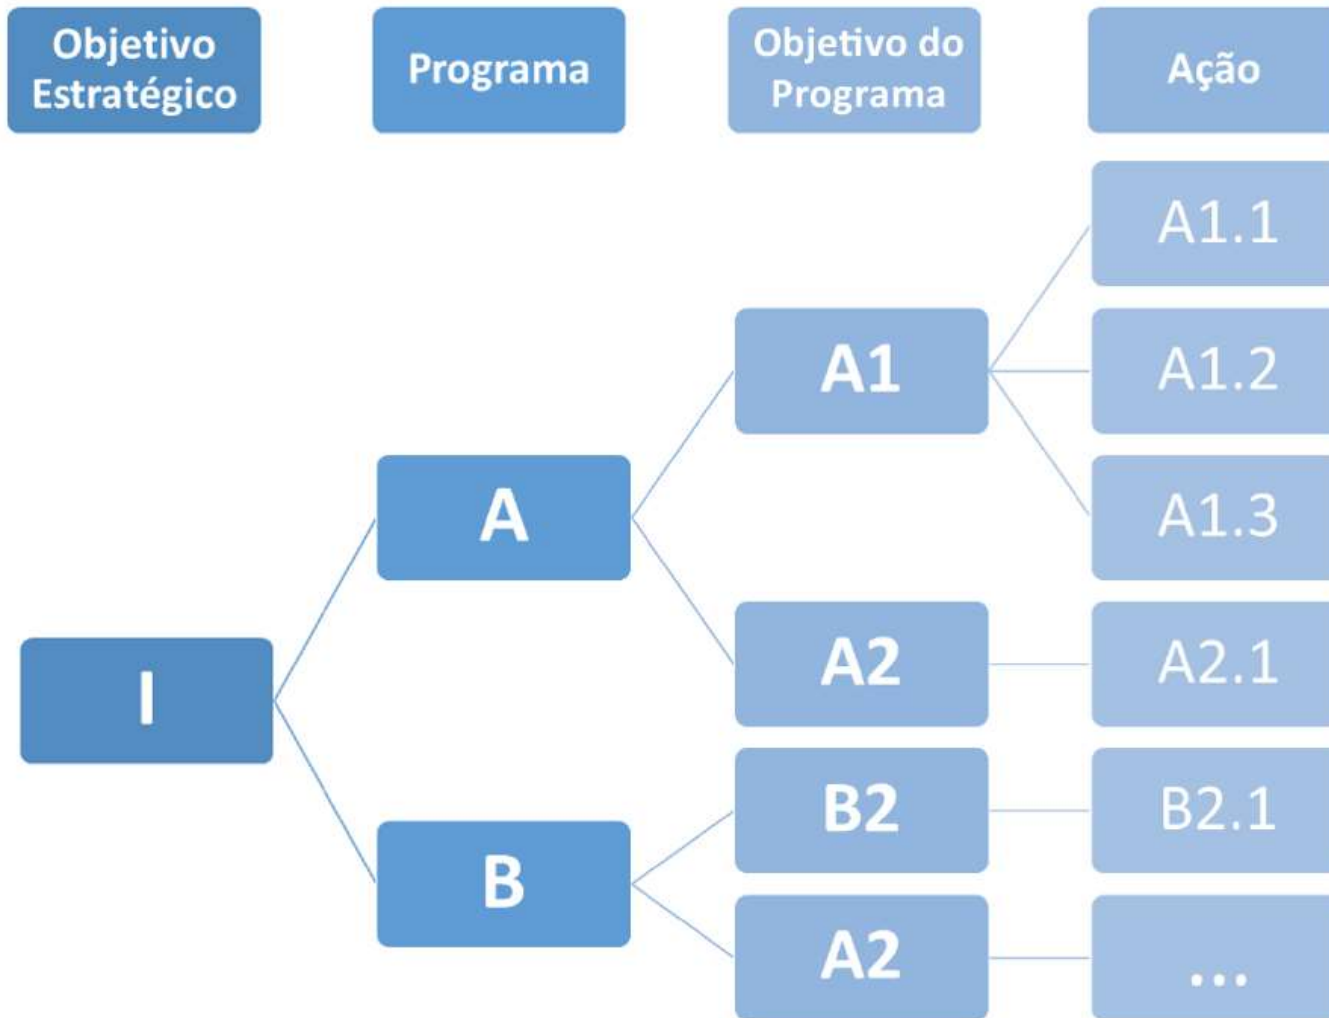 Objetivo
Estratégico
Programa
Objetivo do
Programa
Ação
A1.1
A1
A1.2
A
A1.3
A2
A2.1
I
B2
B2.1
B
A2
...